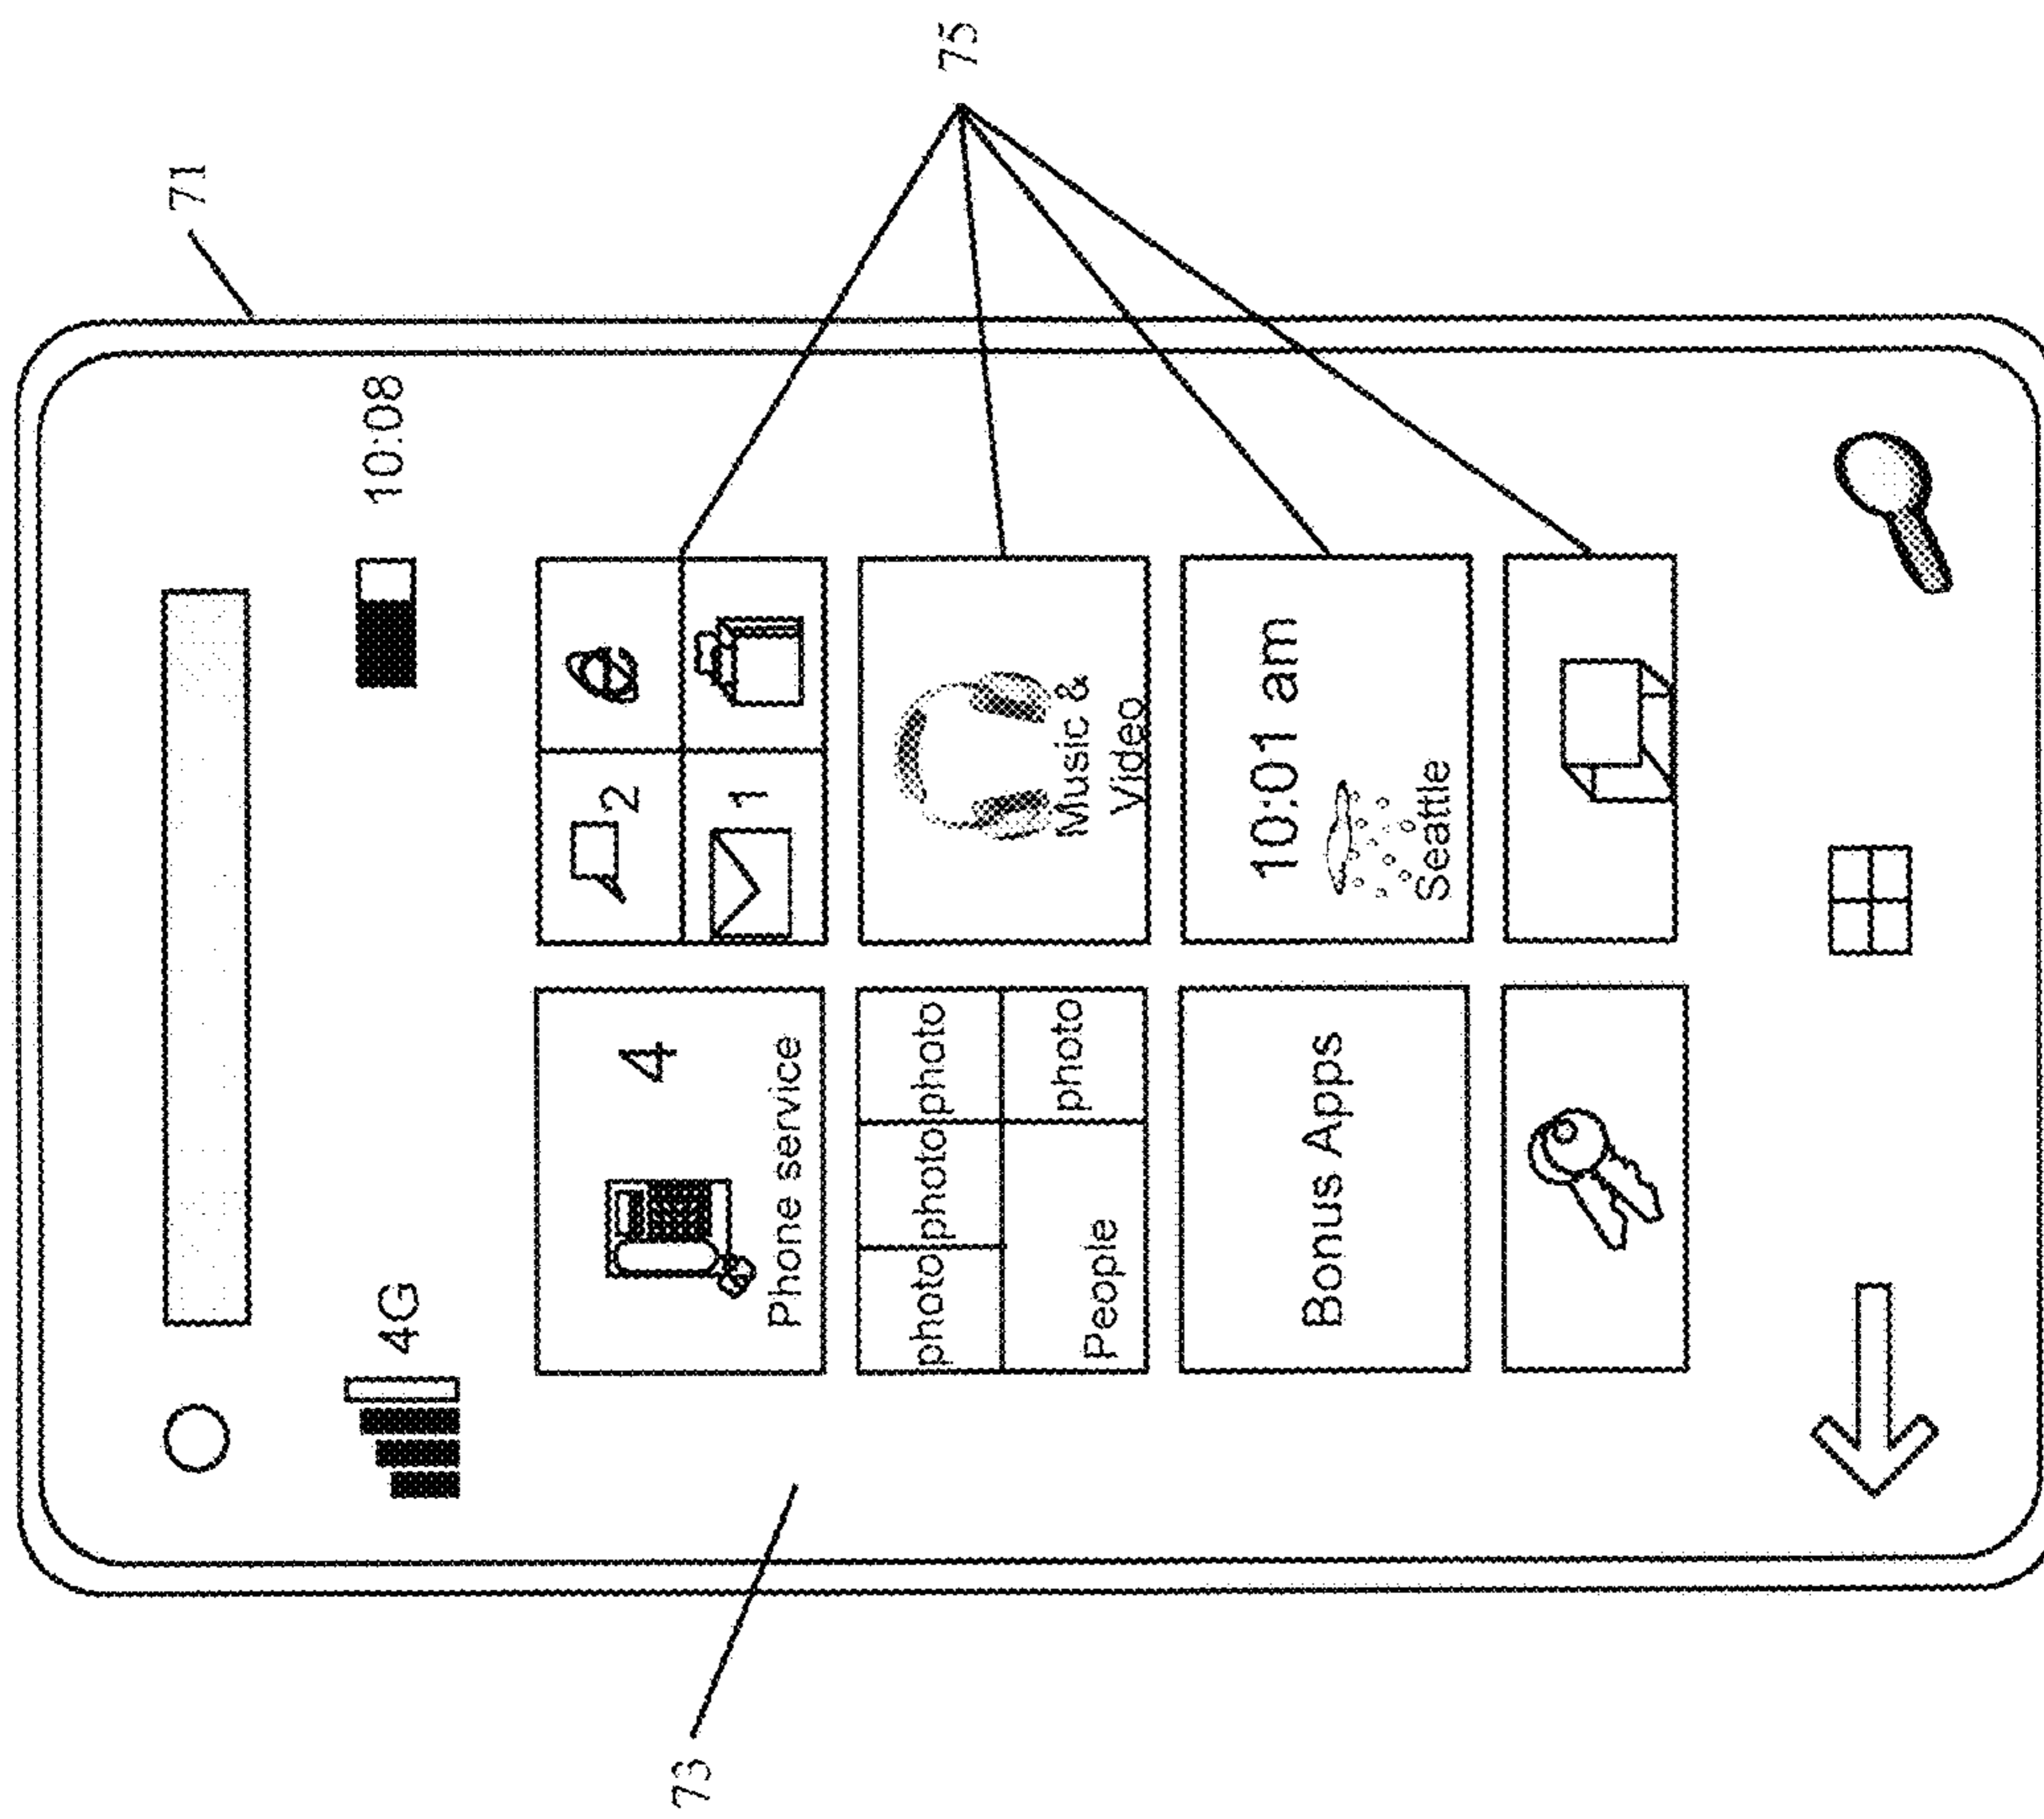 71
4G 10:08
4
Phone service
2
1
75
photo photo photo
People photo
Music &
Video
Bonus Apps
10:01 am
Seattle
73